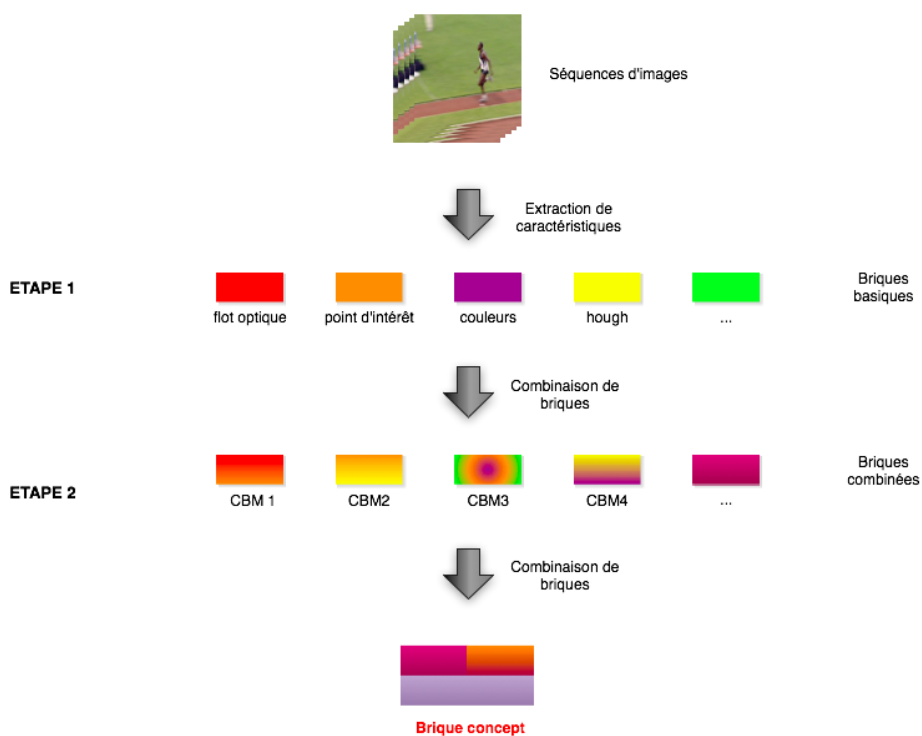 Séquences d'images
Extraction de
caractéristiques
ETAPE 1
Briques
basiques
flot optique
point d'intérêt
couleurs
hough
...
Combinaison de
briques
ETAPE 2
Briques
combinées
CBM 1
CBM2
CBM3
CBM4
...
Combinaison de
briques
Brique concept